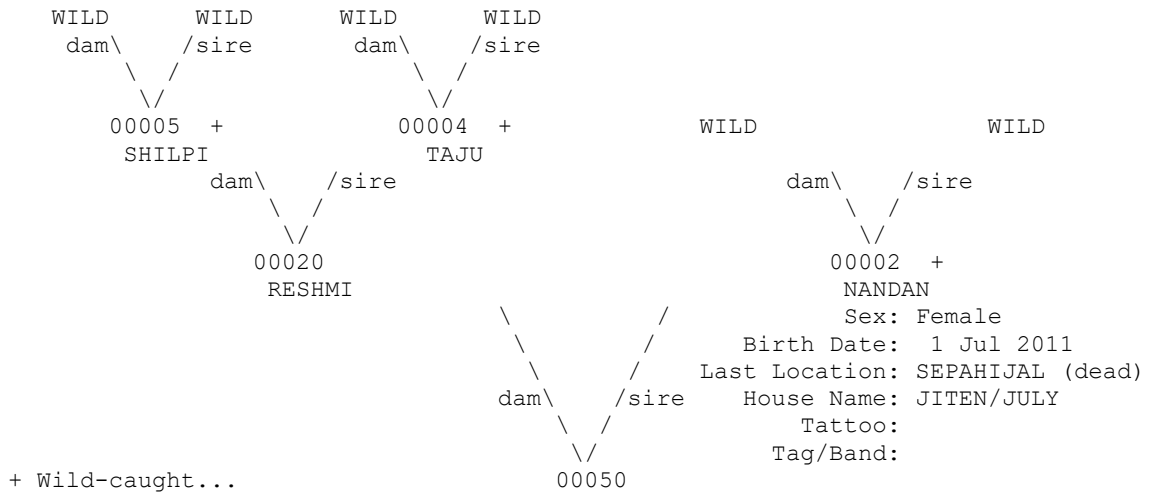 WILD WILD WILD WILD
dam\ /sire dam\ /sire
\ / \ /
\/ \/
00005 + 00004 + WILD WILD
SHILPI TAJU
dam\ /sire dam\ /sire
\ / \ /
\/ \/
00020 00002 +
RESHMI NANDAN
\ / Sex: Female
\ / Birth Date: 1 Jul 2011
\ / Last Location: SEPAHIJAL (dead)
dam\ /sire House Name: JITEN/JULY
\ / Tattoo:
\/ Tag/Band:
+ Wild-caught... 00050